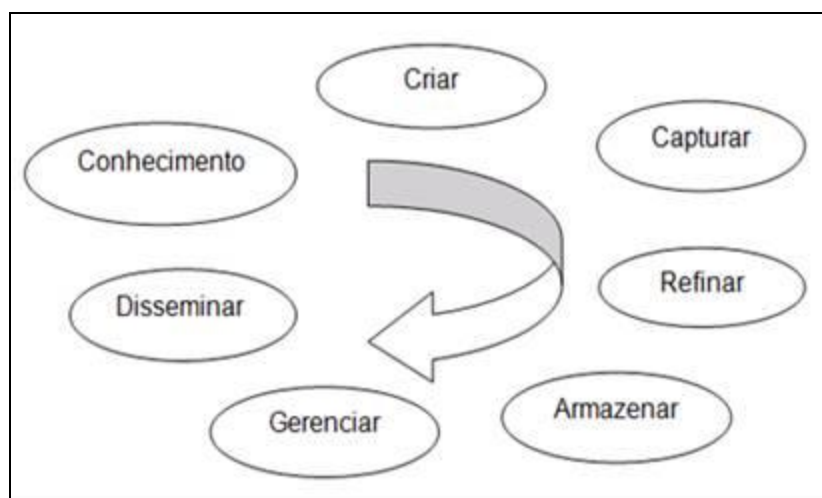 Criar
Capturar
Refinar
Armazenar
Gerenciar
Disseminar
Conhecimento